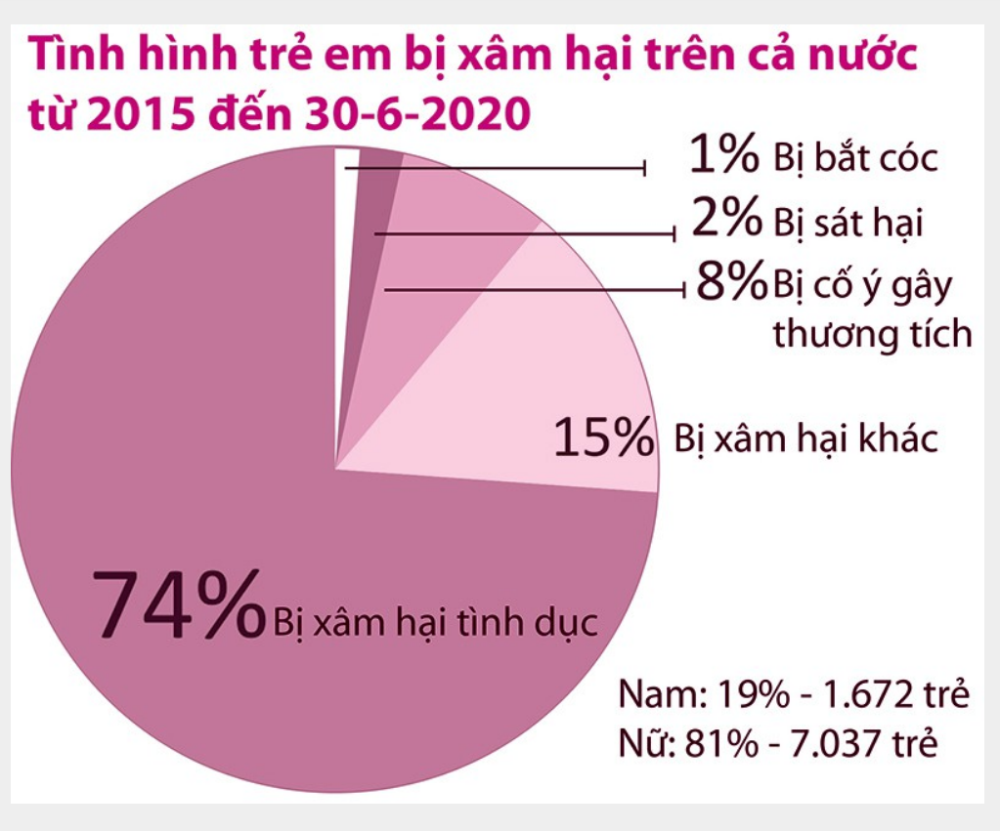 Tình hình trẻ em bị xâm hại trên cả nước
từ 2015 đến 30-6-2020
1% Bị bắt cóc
2% Bị sát hại
8% Bị cố ý gây
thương tích
15% Bị xâm hại khác
74% Bị xâm hại tình dục
Nam: 19% - 1.672 trẻ
Nữ: 81% - 7.037 trẻ